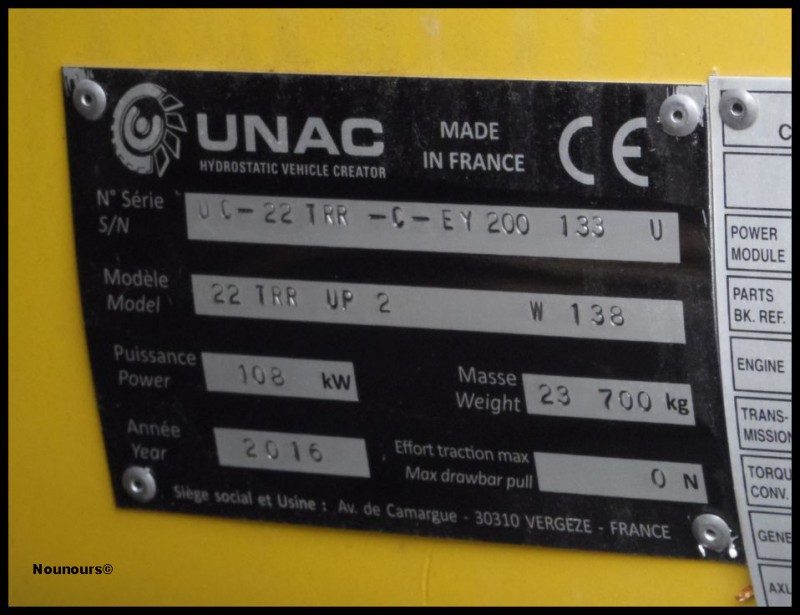 UNAC
HYDROSTATIC VEHICLE CREATOR
MADE
IN FRANCE
CE
N° Série
S/N
UC-22 TRR -C-EY 200 133 U
Modèle
Model
22 TRR UP 2 W 138
Puissance
Power
108 kW
Masse
Weight
23 700 kg
Année
Year
2016
Effort traction max
Max drawbar pull
0 N
Siège social et Usine : Av. de Camargue - 30310 VERGEZE - FRANCE
POWER
MODULE
PARTS
BK. REF.
ENGINE
TRANS-
MISSION
TORQU
CONV.
GENE
AXL
Nounours©